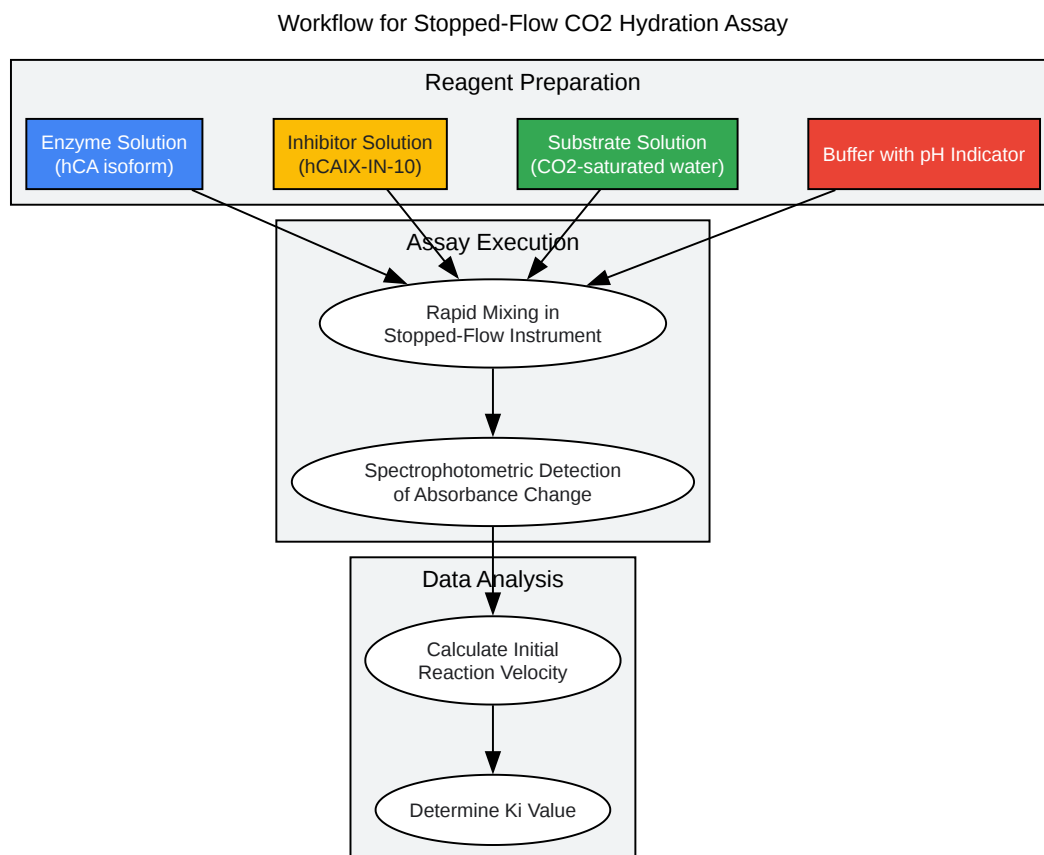 Workflow for Stopped-Flow CO2 Hydration Assay
Reagent Preparation
Enzyme Solution
(hCA isoform)
Inhibitor Solution
(hCAIX-IN-10)
Substrate Solution
(CO2-saturated water)
Buffer with pH Indicator
Assay Execution
Rapid Mixing in
Stopped-Flow Instrument
Spectrophotometric Detection
of Absorbance Change
Data Analysis
Calculate Initial
Reaction Velocity
Determine Ki Value